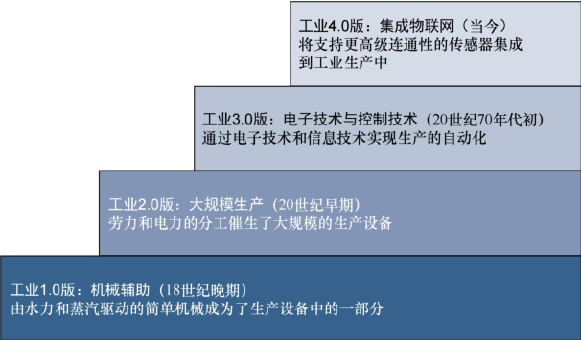 工业4.0版：集成物联网（当今）
将支持更高级连通性的传感器集成
到工业生产中
工业3.0版：电子技术与控制技术（20世纪70年代初）
通过电子技术和信息技术实现生产的自动化
工业2.0版：大规模生产（20世纪早期）
劳力和电力的分工催生了大规模的生产设备
工业1.0版：机械辅助（18世纪晚期）
由水力和蒸汽驱动的简单机械成为了生产设备中的一部分